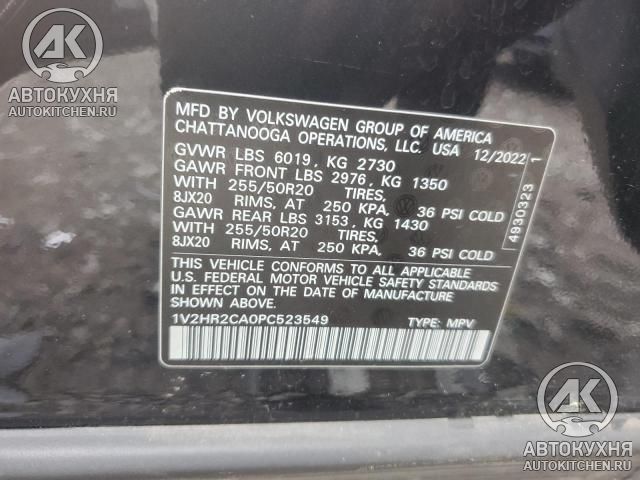 АК
АВТОКУХНЯ
AUTOKITCHEN.RU
MFD BY VOLKSWAGEN GROUP OF AMERICA
CHATTANOOGA OPERATIONS, LLC. USA 12/2022
GVWR LBS 6019, KG 2730
GAWR FRONT LBS 2976, KG 1350
WITH 255/50R20 TIRES,
8JX20 RIMS, AT 250 KPA, 36 PSI COLD
GAWR REAR LBS 3153, KG 1430
WITH 255/50R20 TIRES,
8JX20 RIMS, AT 250 KPA, 36 PSI COLD
THIS VEHICLE CONFORMS TO ALL APPLICABLE
U.S. FEDERAL MOTOR VEHICLE SAFETY STANDARDS
IN EFFECT ON THE DATE OF MANUFACTURE
SHOWN ABOVE.
1V2HR2CA0PC523549 TYPE: MPV
4930323 1
АК
АВТОКУХНЯ
AUTOKITCHEN.RU